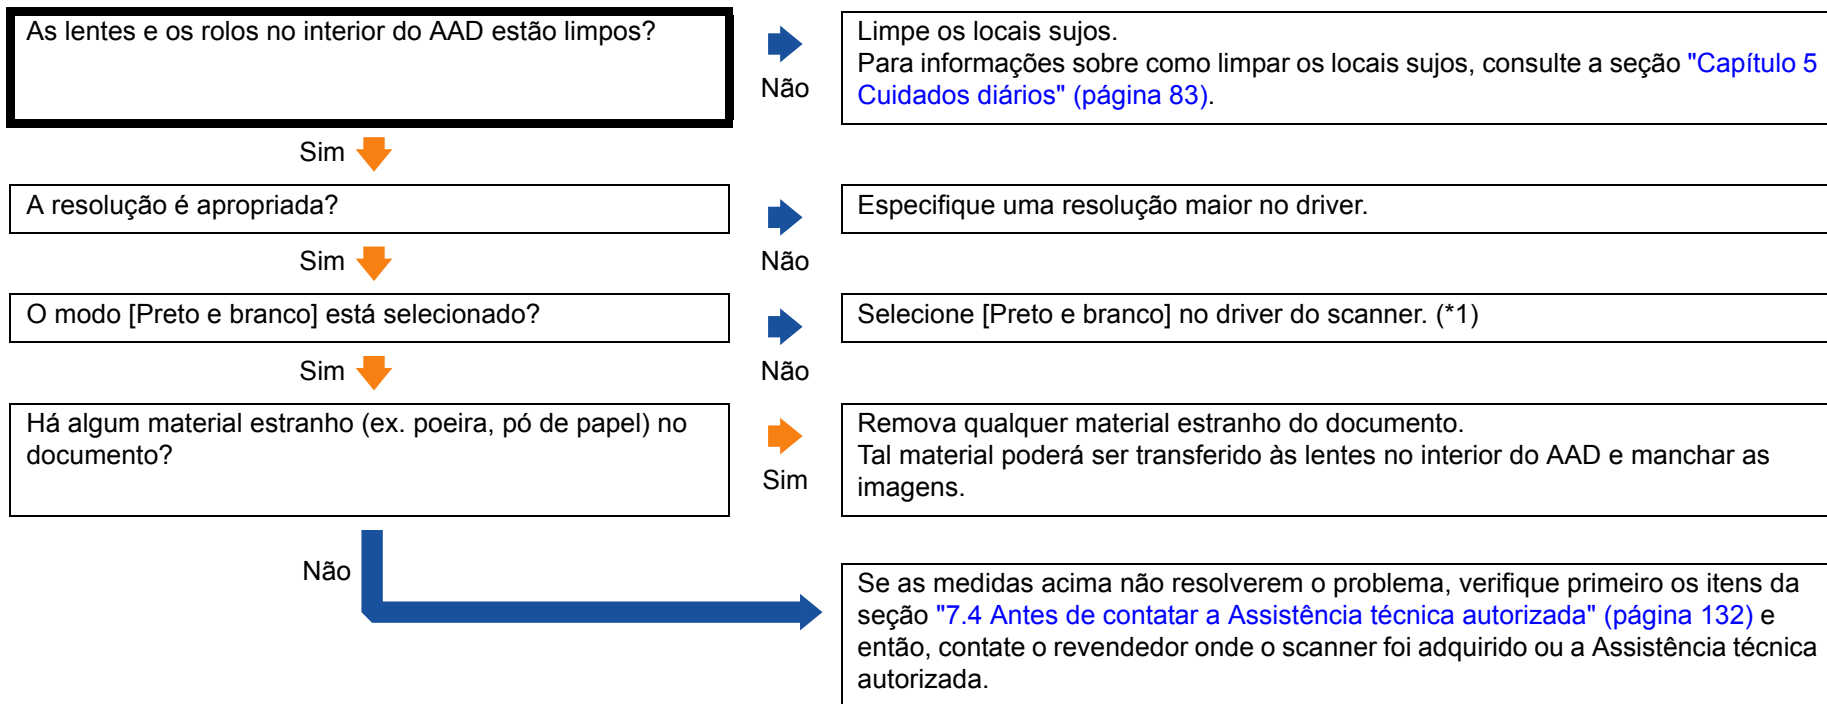 As lentes e os rolos no interior do AAD estão limpos?
Não
Limpe os locais sujos.
Para informações sobre como limpar os locais sujos, consulte a seção "Capítulo 5
Cuidados diários" (página 83).
Sim
A resolução é apropriada?
Não
Especifique uma resolução maior no driver.
Sim
O modo [Preto e branco] está selecionado?
Não
Selecione [Preto e branco] no driver do scanner. (*1)
Sim
Há algum material estranho (ex. poeira, pó de papel) no
documento?
Sim
Remova qualquer material estranho do documento.
Tal material poderá ser transferido às lentes no interior do AAD e manchar as
imagens.
Não
Se as medidas acima não resolverem o problema, verifique primeiro os itens da
seção "7.4 Antes de contatar a Assistência técnica autorizada" (página 132) e
então, contate o revendedor onde o scanner foi adquirido ou a Assistência técnica
autorizada.